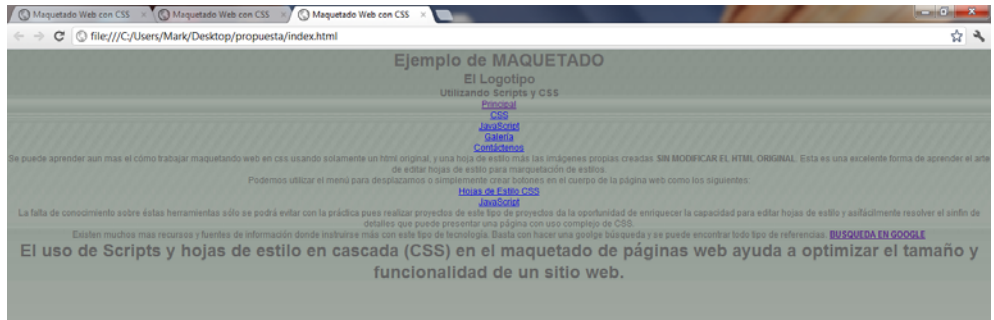 Maquetado Web con CSS
Maquetado Web con CSS
Maquetado Web con CSS
file:///C:/Users/Mark/Desktop/propuesta/index.html
Ejemplo de MAQUETADO
El Logotipo
Utilizando Scripts y CSS
Principal
CSS
JavaScript
Galería
Contáctenos
Se puede aprender aun mas el cómo trabajar maquetando web en css usando solamente un html original, y una hoja de estilo más las imágenes propias creadas SIN MODIFICAR EL HTML ORIGINAL. Esta es una excelente forma de aprender el arte
de editar hojas de estilo para marquetación de estilos.
Podemos utilizar el menú para desplazarnos o simplemente crear botones en el cuerpo de la página web como los siguientes:
Hojas de Estilo CSS
JavaScript
La falta de conocimiento sobre éstas herramientas sólo se podrá evitar con la práctica pues realizar proyectos de este tipo de proyectos da la oportunidad de enriquecer la capacidad para editar hojas de estilo y asífácilmente resolver el sinfin de
detalles que puede presentar una página con uso complejo de CSS.
Existen muchos mas recursos y fuentes de información donde instruirse más con este tipo de tecnología. Basta con hacer una goolge búsqueda y se puede encontrar todo tipo de referencias. BUSQUEDA EN GOOGLE
El uso de Scripts y hojas de estilo en cascada (CSS) en el maquetado de páginas web ayuda a optimizar el tamaño y
funcionalidad de un sitio web.